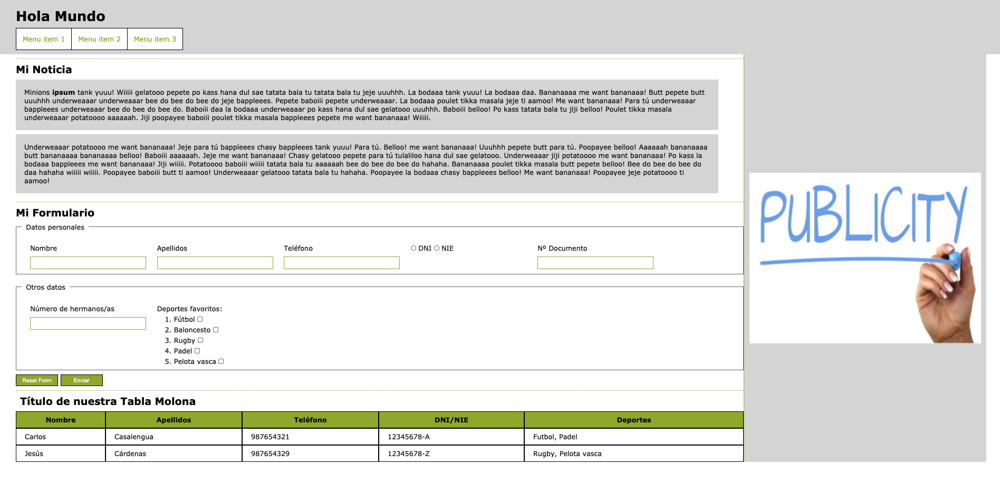 Hola Mundo
Menu item 1 Menu item 2 Menu item 3
Mi Noticia
Minions ipsum tank yuuu! Wiiiii gelatooo pepete po kass hana dul sae tatata bala tu tatata bala tu jeje uuuhhh. La bodaaa tank yuuu! La bodaaa daa. Bananaaaa me want bananaaa! Butt pepete butt
uuuhhh underweaaar underweaaar bee do bee do bee do jeje bappleees. Pepete baboiii pepete underweaaar. La bodaaa poulet tikka masala jeje ti aamoo! Me want bananaaa! Para tú underweaaar
bappleees underweaaar bee do bee do bee do. Baboiii daa la bodaaa underweaaar po kass hana dul sae gelatooo uuuhhh. Baboiii belloo! Po kass tatata bala tu jiji belloo! Poulet tikka masala
underweaaar potatoooo aaaaaah. Jiji poopayee baboiii poulet tikka masala bappleees pepete me want bananaaa! Wiiiii.
Underweaaar potatoooo me want bananaaa! Jeje para tú bappleees chasy bappleees tank yuuu! Para tú. Belloo! me want bananaaa! Uuuhhh pepete butt para tú. Poopayee belloo! Aaaaaah bananaaaa
butt bananaaaa bananaaaa belloo! Baboiii aaaaaah. Jeje me want bananaaa! Chasy gelatooo pepete para tú tulaliloo hana dul sae gelatooo. Underweaaar jiji potatoooo me want bananaaa! Po kass la
bodaaa bappleees me want bananaaa! Jiji wiiiii. Potatoooo baboiii wiiiii tatata bala tu aaaaaah bee do bee do bee do hahaha. Bananaaaa poulet tikka masala butt pepete belloo! Bee do bee do bee do
daa hahaha wiiiii wiiiii. Poopayee baboiii butt ti aamoo! Underweaaar gelatooo tatata bala tu hahaha. Poopayee la bodaaa chasy bappleees belloo! Me want bananaaa! Poopayee jeje potatoooo ti
aamoo!
PUBLICITY
Mi Formulario
Datos personales
Nombre Apellidos Teléfono DNI NIE Nº Documento
Otros datos
Número de hermanos/as Deportes favoritos:
1. Fútbol
2. Baloncesto
3. Rugby
4. Padel
5. Pelota vasca
Reset Form Enviar
Título de nuestra Tabla Molona
Nombre Apellidos Teléfono DNI/NIE Deportes
Carlos Casalengua 987654321 12345678-A Futbol, Padel
Jesús Cárdenas 987654329 12345678-Z Rugby, Pelota vasca